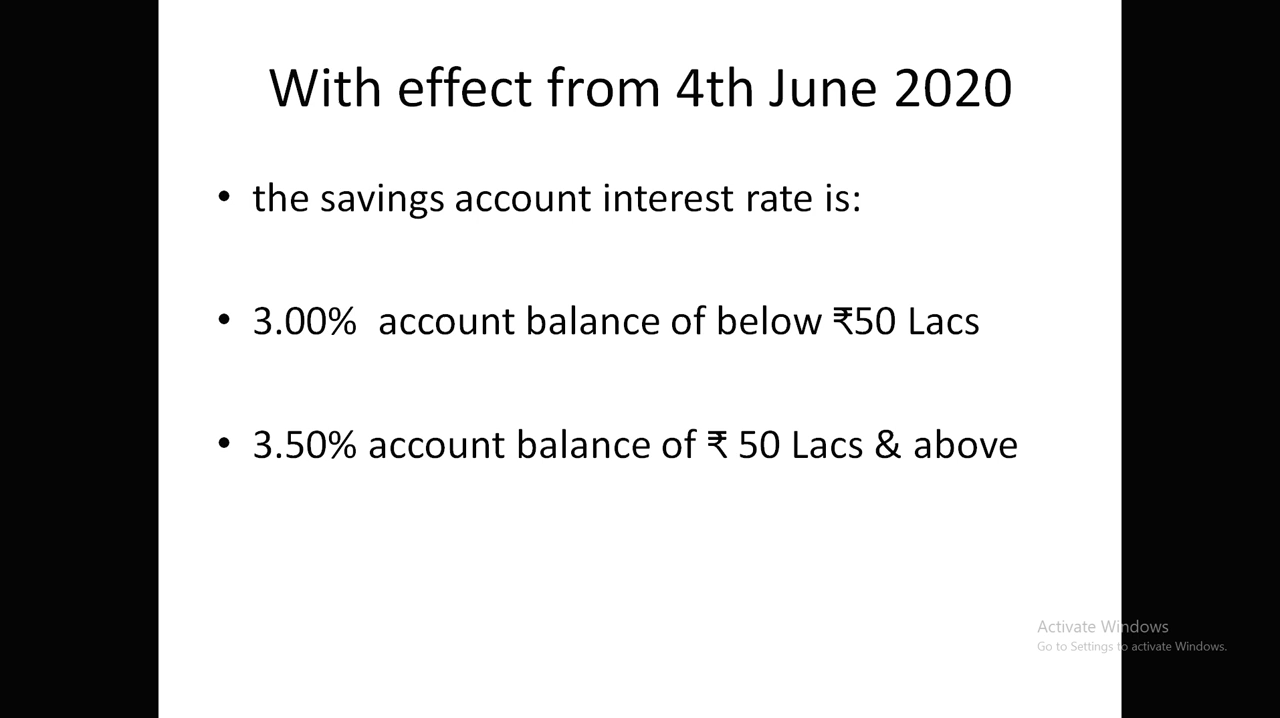 With effect from 4th June 2020
• the savings account interest rate is:
• 3.00%  account balance of below ₹50 Lacs
• 3.50% account balance of ₹ 50 Lacs & above
Activate Windows
Go to Settings to activate Windows.